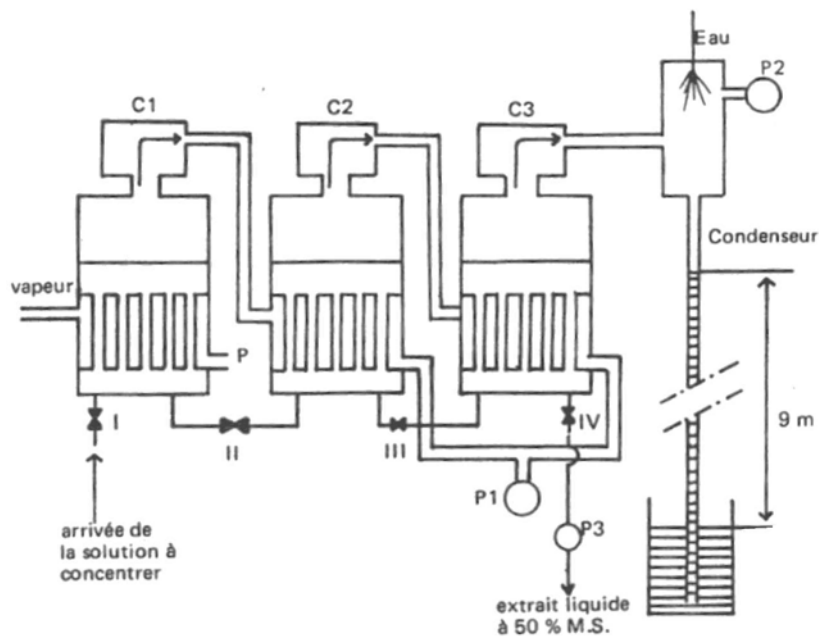 Eau
P2
C1
C2
C3
Condenseur
vapeur
P
9 m
I
II
III
IV
P1
P3
arrivée de
la solution à
concentrer
extrait liquide
à 50 % M.S.